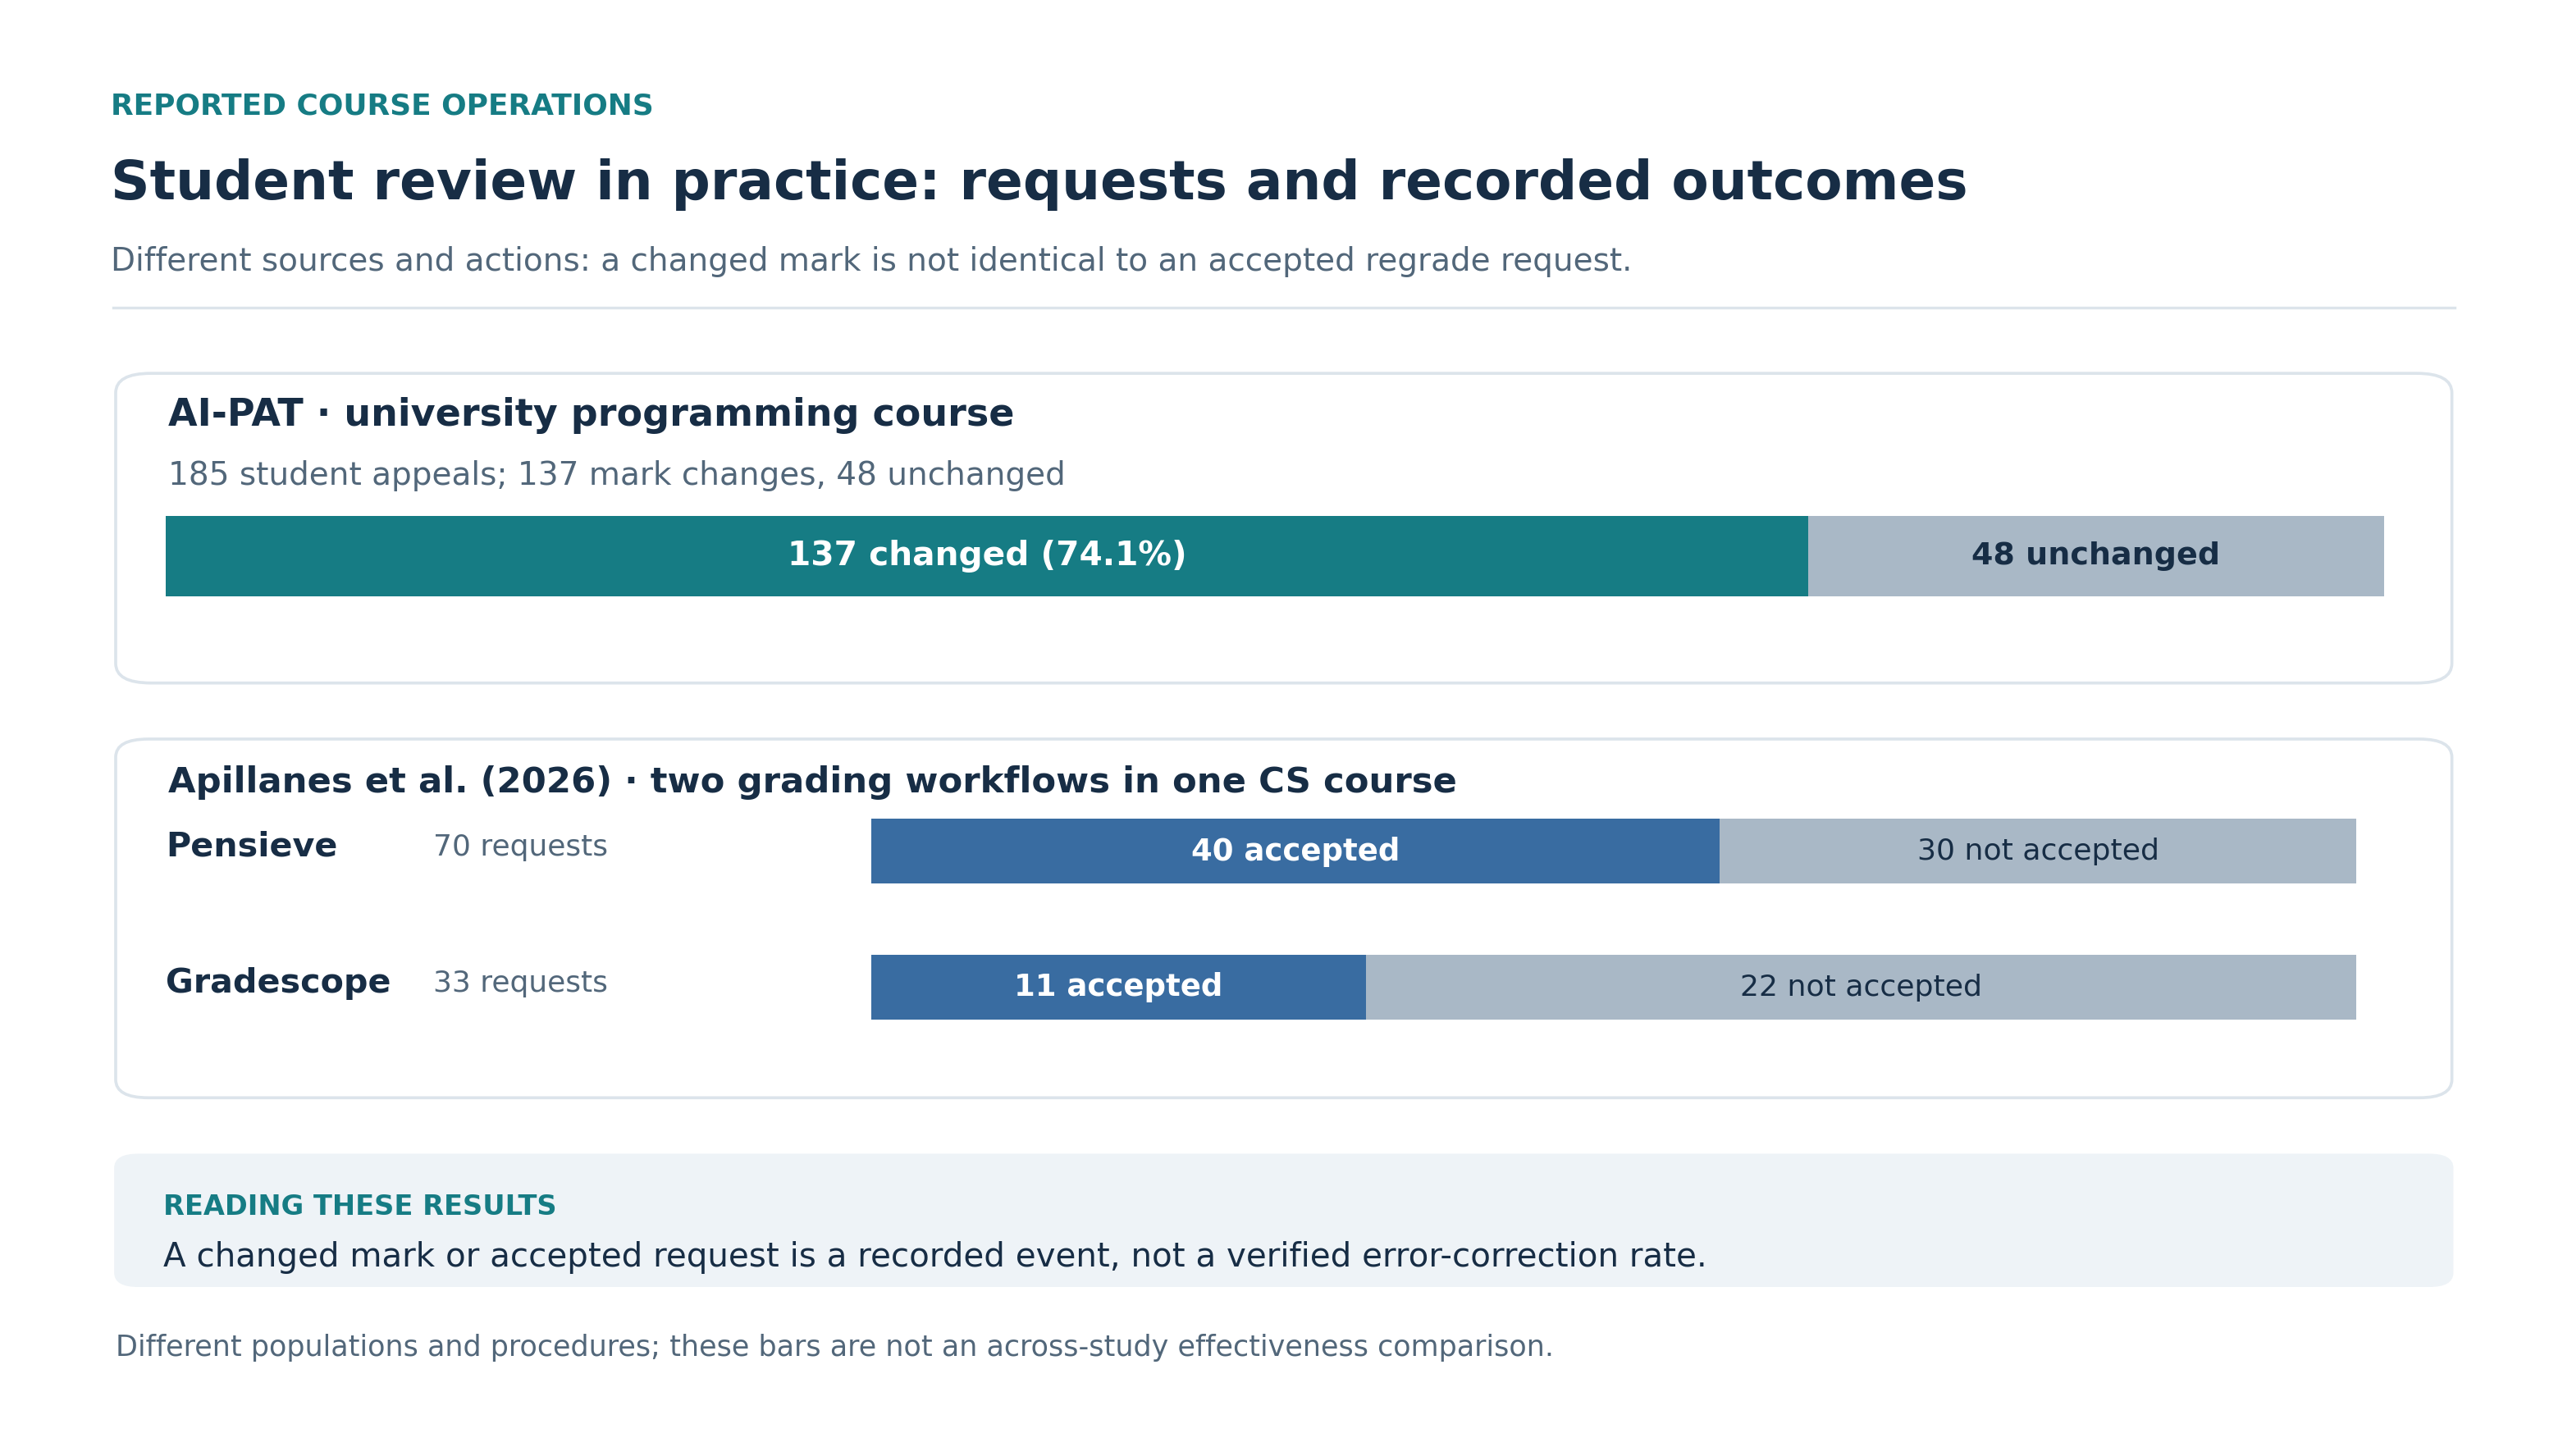 REPORTED COURSE OPERATIONS
Student review in practice: requests and recorded outcomes
Different sources and actions: a changed mark is not identical to an accepted regrade request.
AI-PAT · university programming course
185 student appeals; 137 mark changes, 48 unchanged
137 changed (74.1%)
48 unchanged
Apillanes et al. (2026) · two grading workflows in one CS course
Pensieve
70 requests
40 accepted
30 not accepted
Gradescope
33 requests
11 accepted
22 not accepted
READING THESE RESULTS
A changed mark or accepted request is a recorded event, not a verified error-correction rate.
Different populations and procedures; these bars are not an across-study effectiveness comparison.